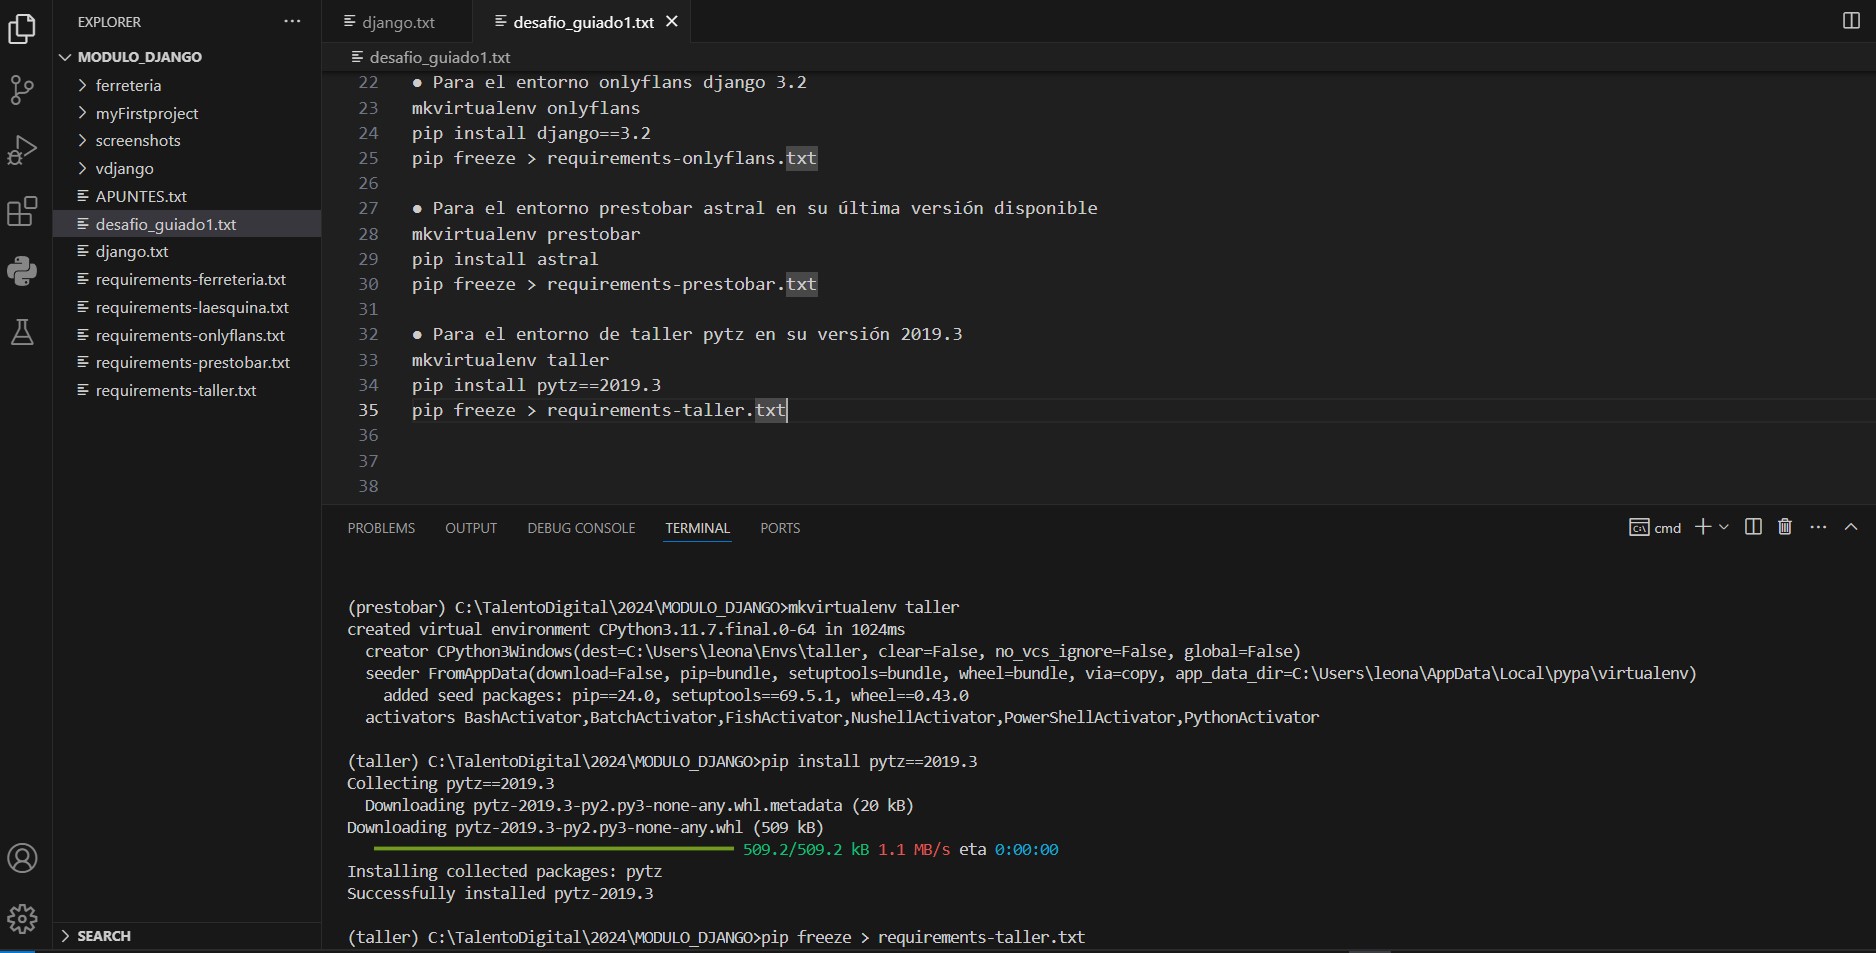 EXPLORER
django.txt
desafio_guiado1.txt
MODULO_DJANGO
ferreteria
myFirstproject
screenshots
vdjango
APUNTES.txt
desafio_guiado1.txt
django.txt
requirements-ferreteria.txt
requirements-laesquina.txt
requirements-onlyflans.txt
requirements-prestobar.txt
requirements-taller.txt
SEARCH
desafio_guiado1.txt
22 ● Para el entorno onlyflans django 3.2
23 mkvirtualenv onlyflans
24 pip install django==3.2
25 pip freeze > requirements-onlyflans.txt
26
27 ● Para el entorno prestobar astral en su última versión disponible
28 mkvirtualenv prestobar
29 pip install astral
30 pip freeze > requirements-prestobar.txt
31
32 ● Para el entorno de taller pytz en su versión 2019.3
33 mkvirtualenv taller
34 pip install pytz==2019.3
35 pip freeze > requirements-taller.txt
36
37
38
PROBLEMS OUTPUT DEBUG CONSOLE TERMINAL PORTS cmd
(prestobar) C:\TalentoDigital\2024\MODULO_DJANGO>mkvirtualenv taller
created virtual environment CPython3.11.7.final.0-64 in 1024ms
creator CPython3Windows(dest=C:\Users\leona\Envs\taller, clear=False, no_vcs_ignore=False, global=False)
seeder FromAppData(download=False, pip=bundle, setuptools=bundle, wheel=bundle, via=copy, app_data_dir=C:\Users\leona\AppData\Local\pypa\virtualenv)
added seed packages: pip==24.0, setuptools==69.5.1, wheel==0.43.0
activators BashActivator,BatchActivator,FishActivator,NushellActivator,PowerShellActivator,PythonActivator
(taller) C:\TalentoDigital\2024\MODULO_DJANGO>pip install pytz==2019.3
Collecting pytz==2019.3
Downloading pytz-2019.3-py2.py3-none-any.whl.metadata (20 kB)
Downloading pytz-2019.3-py2.py3-none-any.whl (509 kB)
509.2/509.2 kB 1.1 MB/s eta 0:00:00
Installing collected packages: pytz
Successfully installed pytz-2019.3
(taller) C:\TalentoDigital\2024\MODULO_DJANGO>pip freeze > requirements-taller.txt